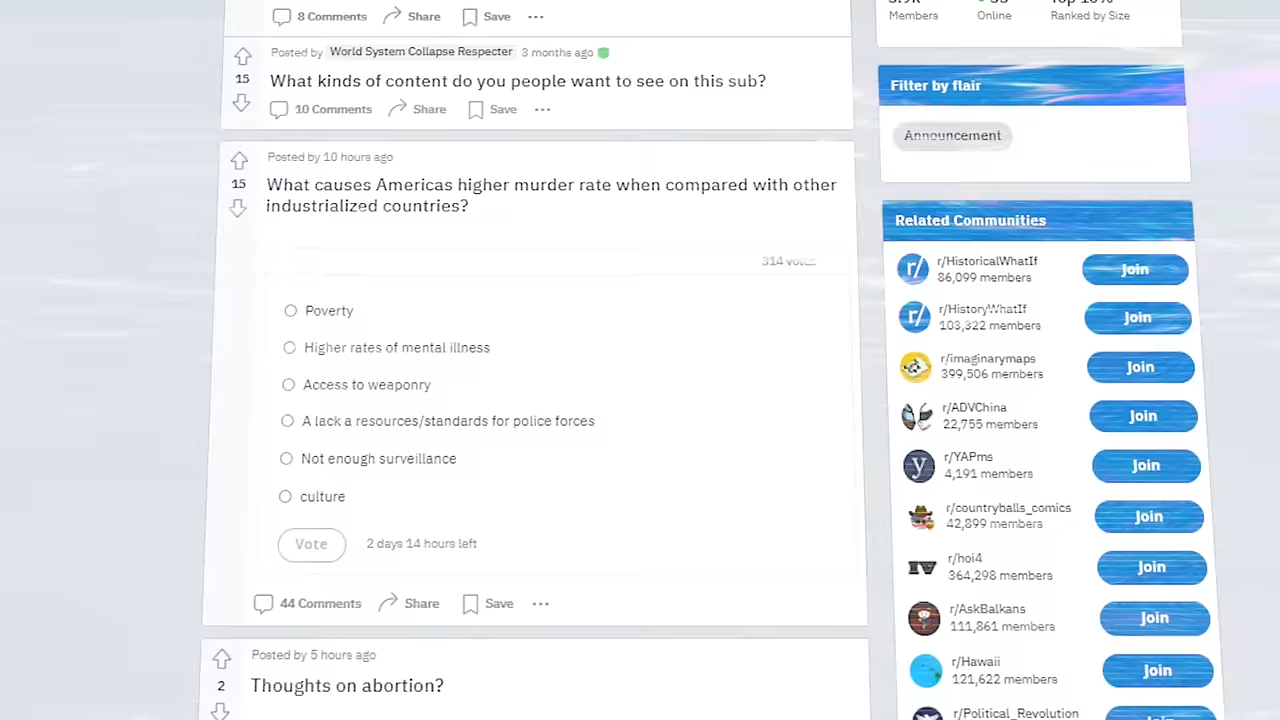 8 Comments Share Save
Members Online Ranked by Size
Posted by World System Collapse Respecter 3 months ago
15
What kinds of content do you people want to see on this sub?
10 Comments Share Save
Filter by flair
Announcement
Posted by 10 hours ago
15
What causes Americas higher murder rate when compared with other
industrialized countries?
314
Poverty
Higher rates of mental illness
Access to weaponry
A lack a resources/standards for police forces
Not enough surveillance
culture
Vote 2 days 14 hours left
44 Comments Share Save
Posted by 5 hours ago
2
Thoughts on abortion?
Related Communities
r/HistoricalWhatIf
86,099 members
Join
r/HistoryWhatIf
103,322 members
Join
r/imaginarymaps
399,506 members
Join
r/ADVChina
22,755 members
Join
r/YAPms
4,191 members
Join
r/countryballs_comics
42,899 members
Join
r/hoi4
364,298 members
Join
r/AskBalkans
111,861 members
Join
r/Hawaii
121,622 members
Join
r/Political_Revolution